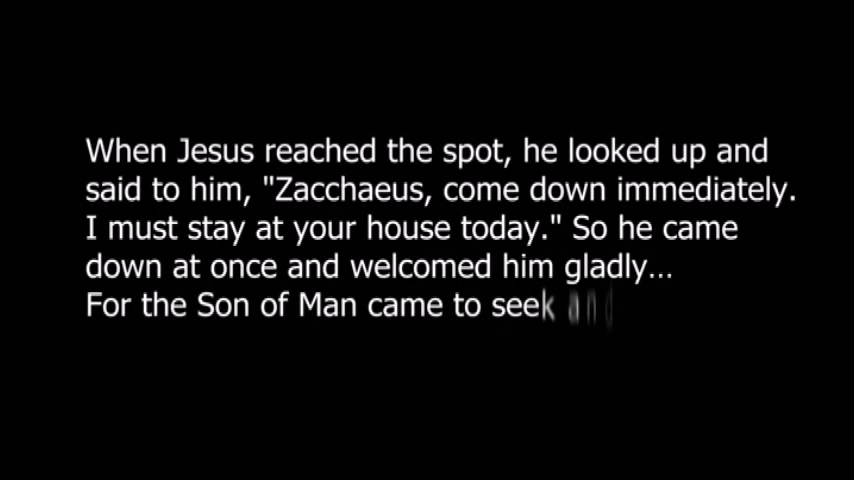 When Jesus reached the spot, he looked up and
said to him, "Zacchaeus, come down immediately.
I must stay at your house today." So he came
down at once and welcomed him gladly...
For the Son of Man came to seek and